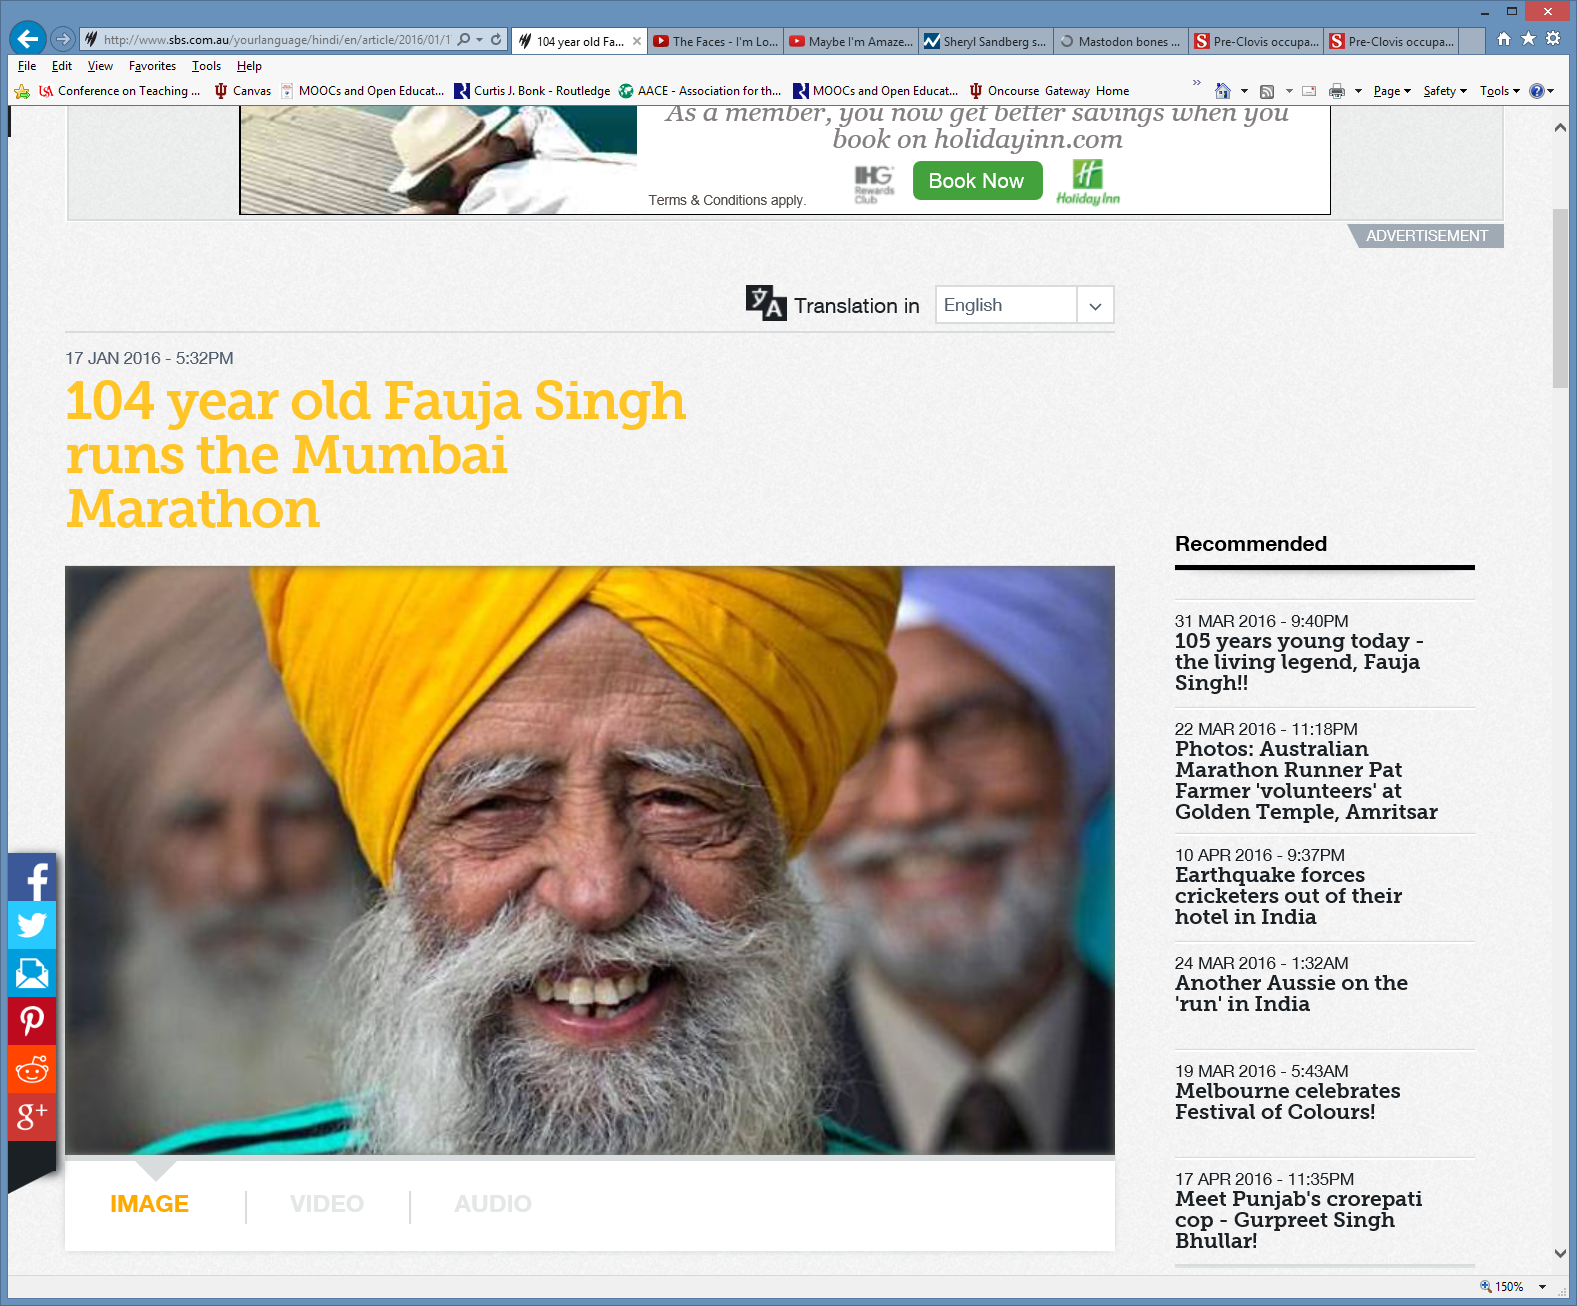 http://www.sbs.com.au/yourlanguage/hindi/en/article/2016/01/1
104 year old Fa...
The Faces - I'm Lo...
Maybe I'm Amaze...
Sheryl Sandberg s...
Mastodon bones ...
Pre-Clovis occupa...
Pre-Clovis occupa...
File Edit View Favorites Tools Help
Conference on Teaching ...
Canvas
MOOCs and Open Educat...
Curtis J. Bonk - Routledge
AACE - Association for th...
MOOCs and Open Educat...
Oncourse Gateway Home
Page Safety Tools
As a member, you now get better savings when you
book on holidayinn.com
Terms & Conditions apply.
IHG
Rewards
Club
Book Now
H
Holiday Inn
ADVERTISEMENT
文A Translation in English
17 JAN 2016 - 5:32PM
104 year old Fauja Singh
runs the Mumbai
Marathon
IMAGE
VIDEO
AUDIO
Recommended
31 MAR 2016 - 9:40PM
105 years young today -
the living legend, Fauja
Singh!!
22 MAR 2016 - 11:18PM
Photos: Australian
Marathon Runner Pat
Farmer 'volunteers' at
Golden Temple, Amritsar
10 APR 2016 - 9:37PM
Earthquake forces
cricketers out of their
hotel in India
24 MAR 2016 - 1:32AM
Another Aussie on the
'run' in India
19 MAR 2016 - 5:43AM
Melbourne celebrates
Festival of Colours!
17 APR 2016 - 11:35PM
Meet Punjab's crorepati
cop - Gurpreet Singh
Bhullar!
g+
150%